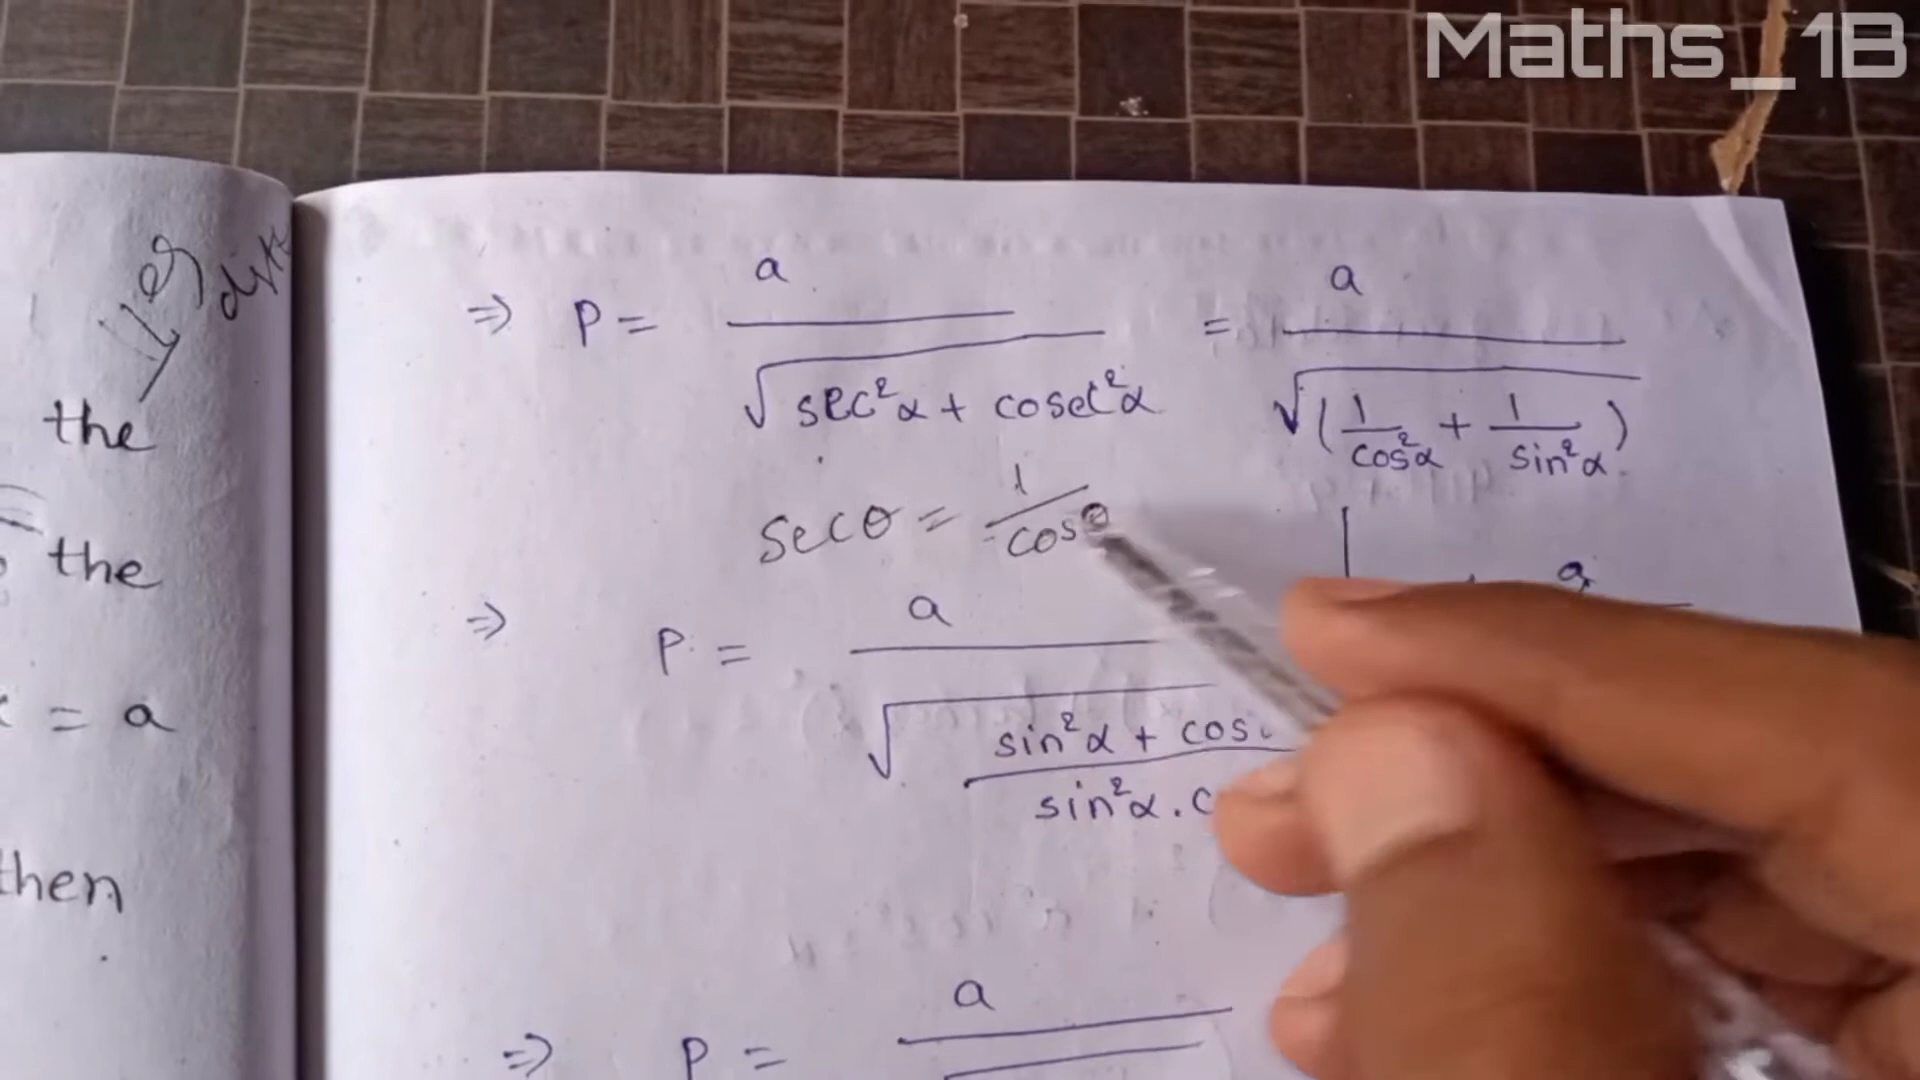 Maths_1B
the
the
= a
then
⇒ P = a / √(sec²α + cosec²α) = a / √(1/cos²α + 1/sin²α)
secθ = 1/cosθ
⇒ P = a / √(sin²α + cos / sin²α.
⇒ P = a